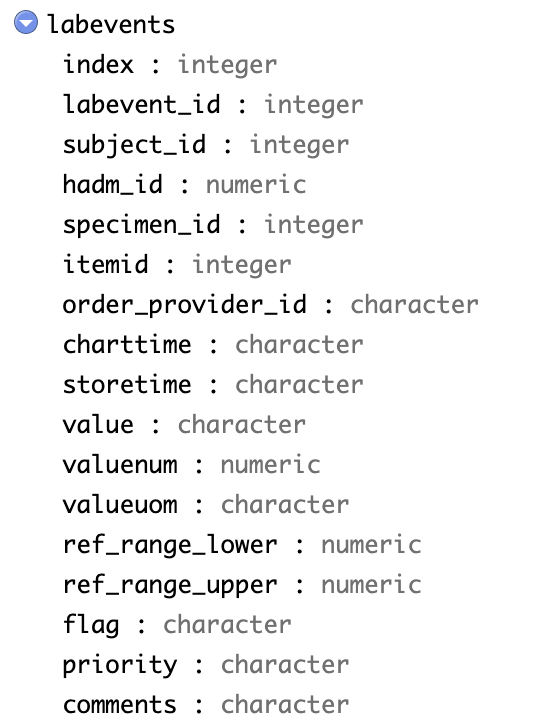 labevents
index : integer
labevent_id : integer
subject_id : integer
hadm_id : numeric
specimen_id : integer
itemid : integer
order_provider_id : character
charttime : character
storetime : character
value : character
valuenum : numeric
valueuom : character
ref_range_lower : numeric
ref_range_upper : numeric
flag : character
priority : character
comments : character